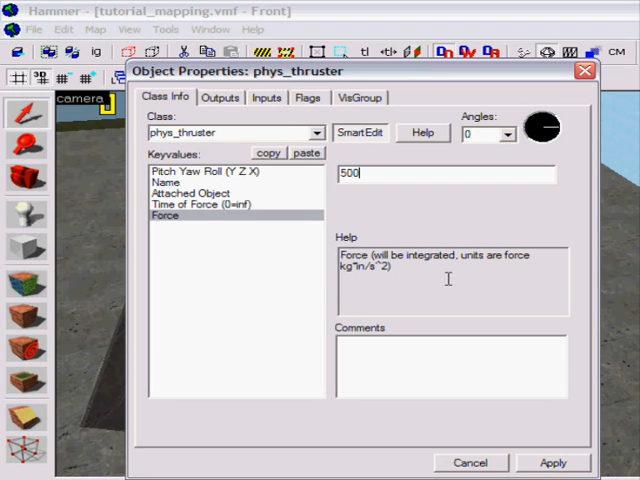 Hammer - [tutorial_mapping.vmf - Front]
File Edit Map View Tools Window Help
CM
camera
Object Properties: phys_thruster
Class Info Outputs Inputs Flags VisGroup
Class:
phys_thruster
SmartEdit
Help
Angles:
0
Keyvalues:
copy
paste
Pitch Yaw Roll (Y Z X)
Name
Attached Object
Time of Force (0=inf)
Force
500
Help
Force (will be integrated, units are force
kg*in/s^2)
Comments
Cancel
Apply